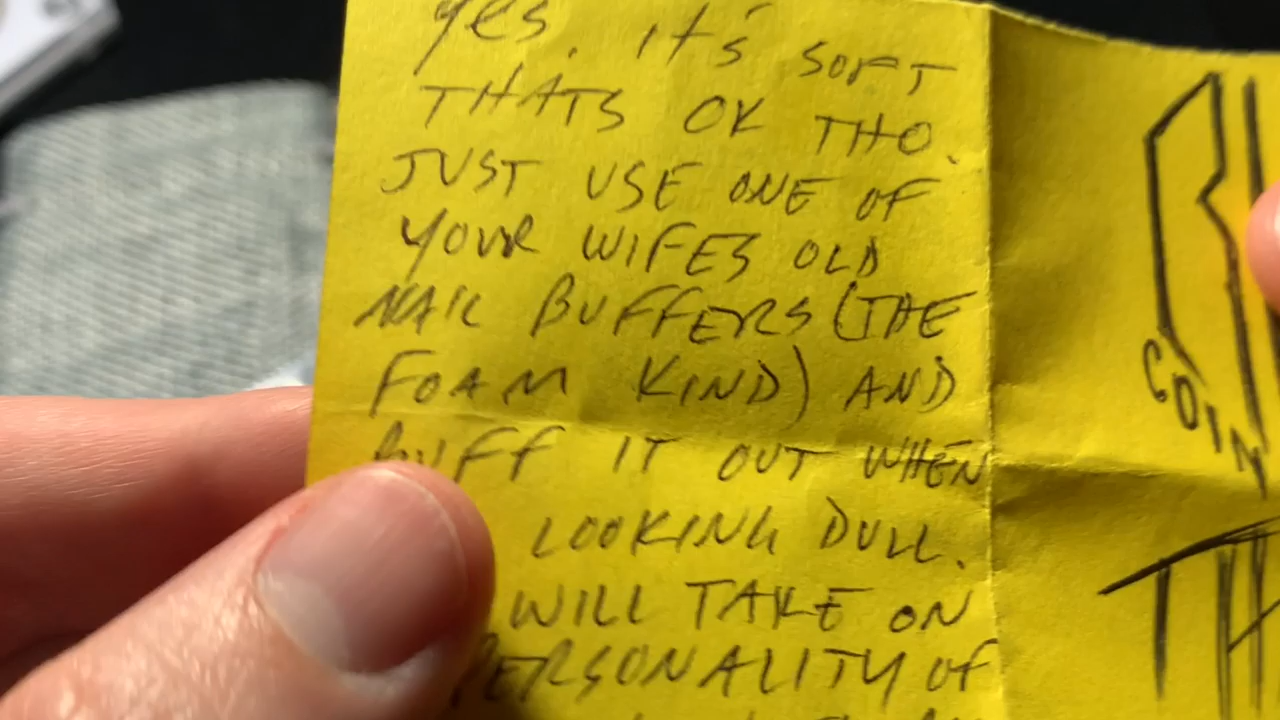 Yes. it's SOFT
THATS OK THO.
JUST USE ONE OF
YOUR WIFES OLD
NAIL BUFFERS (THE
FOAM KIND) AND
BUFF IT OUT WHEN
LOOKING DULL.
WILL TAKE ON
PERSONALITY OF
COIN
TH